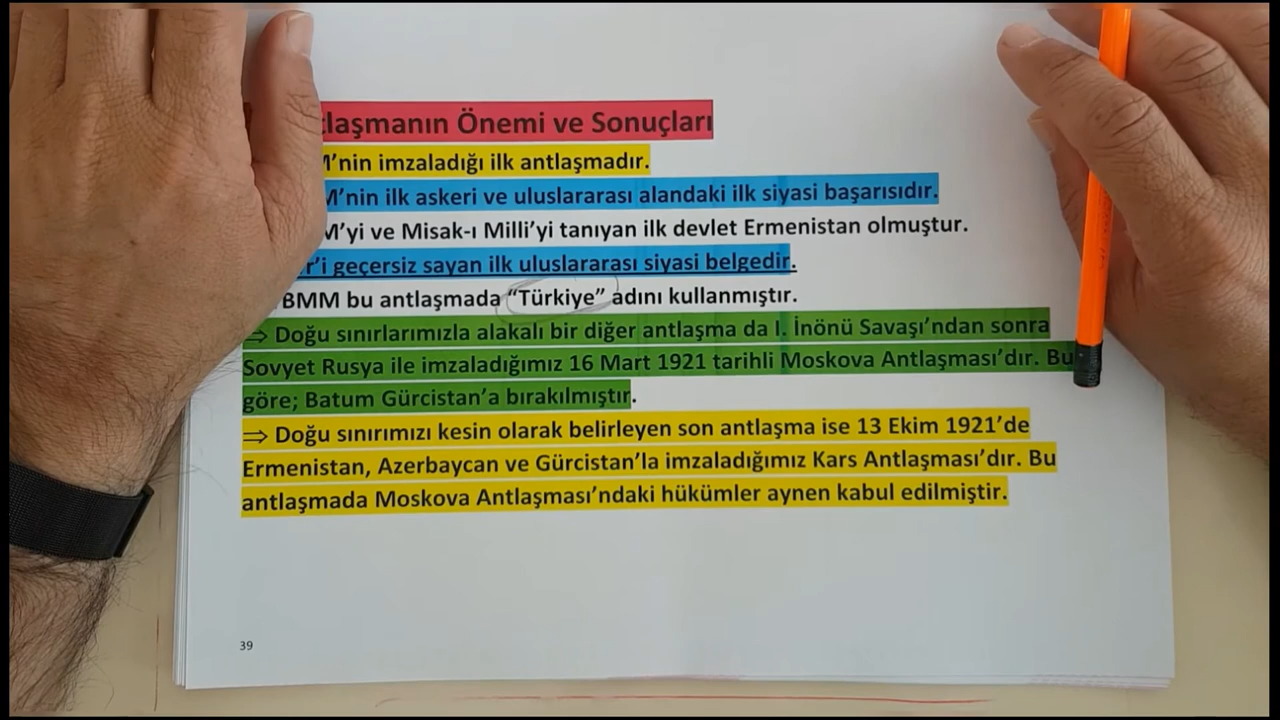 tlaşmanın Önemi ve Sonuçları
M’nin imzaladığı ilk antlaşmadır.
M’nin ilk askeri ve uluslararası alandaki ilk siyasi başarısıdır.
M’yi ve Misak-ı Milli’yi tanıyan ilk devlet Ermenistan olmuştur.
r’i geçersiz sayan ilk uluslararası siyasi belgedir.
BMM bu antlaşmada “Türkiye” adını kullanmıştır.
⇒ Doğu sınırlarımızla alakalı bir diğer antlaşma da I. İnönü Savaşı’ndan sonra
Sovyet Rusya ile imzaladığımız 16 Mart 1921 tarihli Moskova Antlaşması’dır. Bu
göre; Batum Gürcistan’a bırakılmıştır.
⇒ Doğu sınırımızı kesin olarak belirleyen son antlaşma ise 13 Ekim 1921’de
Ermenistan, Azerbaycan ve Gürcistan’la imzaladığımız Kars Antlaşması’dır. Bu
antlaşmada Moskova Antlaşması’ndaki hükümler aynen kabul edilmiştir.
39